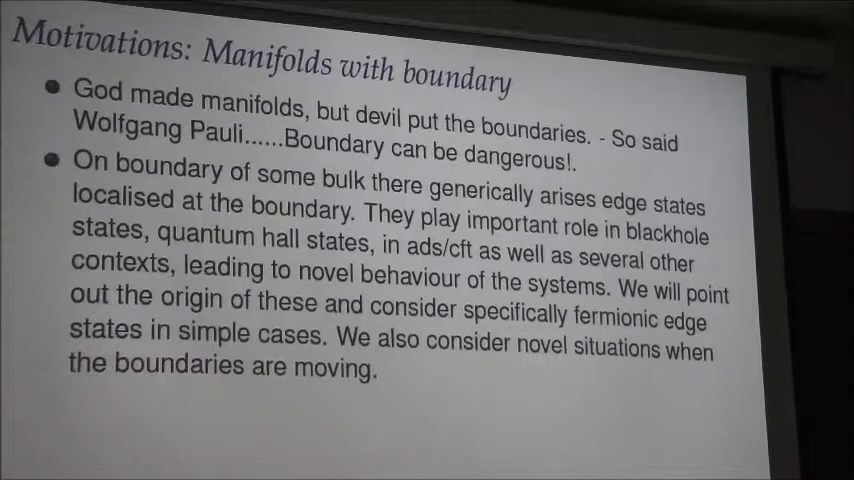 Motivations: Manifolds with boundary
God made manifolds, but devil put the boundaries. - So said
Wolfgang Pauli......Boundary can be dangerous!.
On boundary of some bulk there generically arises edge states
localised at the boundary. They play important role in blackhole
states, quantum hall states, in ads/cft as well as several other
contexts, leading to novel behaviour of the systems. We will point
out the origin of these and consider specifically fermionic edge
states in simple cases. We also consider novel situations when
the boundaries are moving.